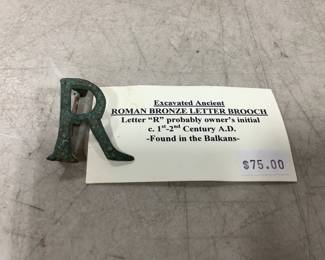 R
Excavated Ancient
ROMAN BRONZE LETTER BROOCH
Letter "R" probably owner's initial
c. 1st-2nd Century A.D.
-Found in the Balkans-
$75.00